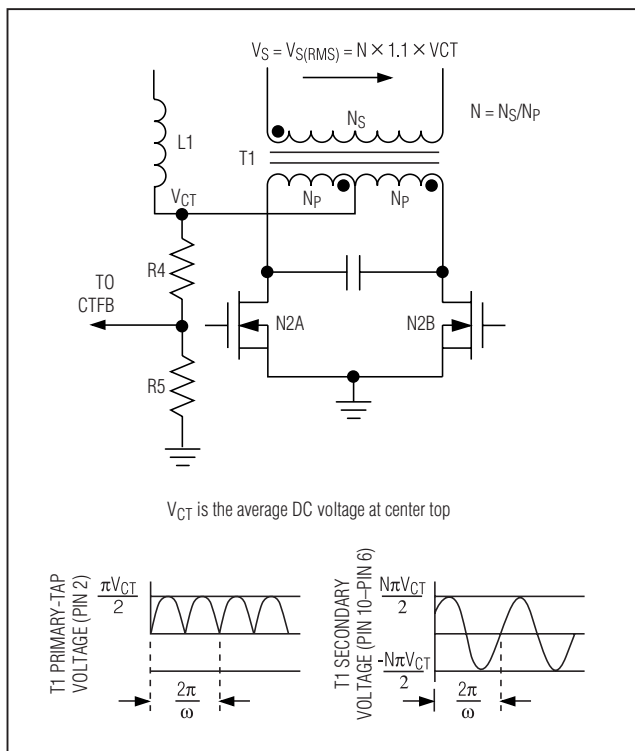 VS = VS(RMS) = N × 1.1 × VCT
NS
N = NS/NP
L1
T1
VCT
NP
NP
R4
TO
CTFB
N2A
N2B
R5
VCT is the average DC voltage at center top
T1 PRIMARY-TAP
VOLTAGE (PIN 2)
πVCT
2
2π
ω
T1 SECONDARY
VOLTAGE (PIN 10–PIN 6)
NπVCT
2
-NπVCT
2
2π
ω